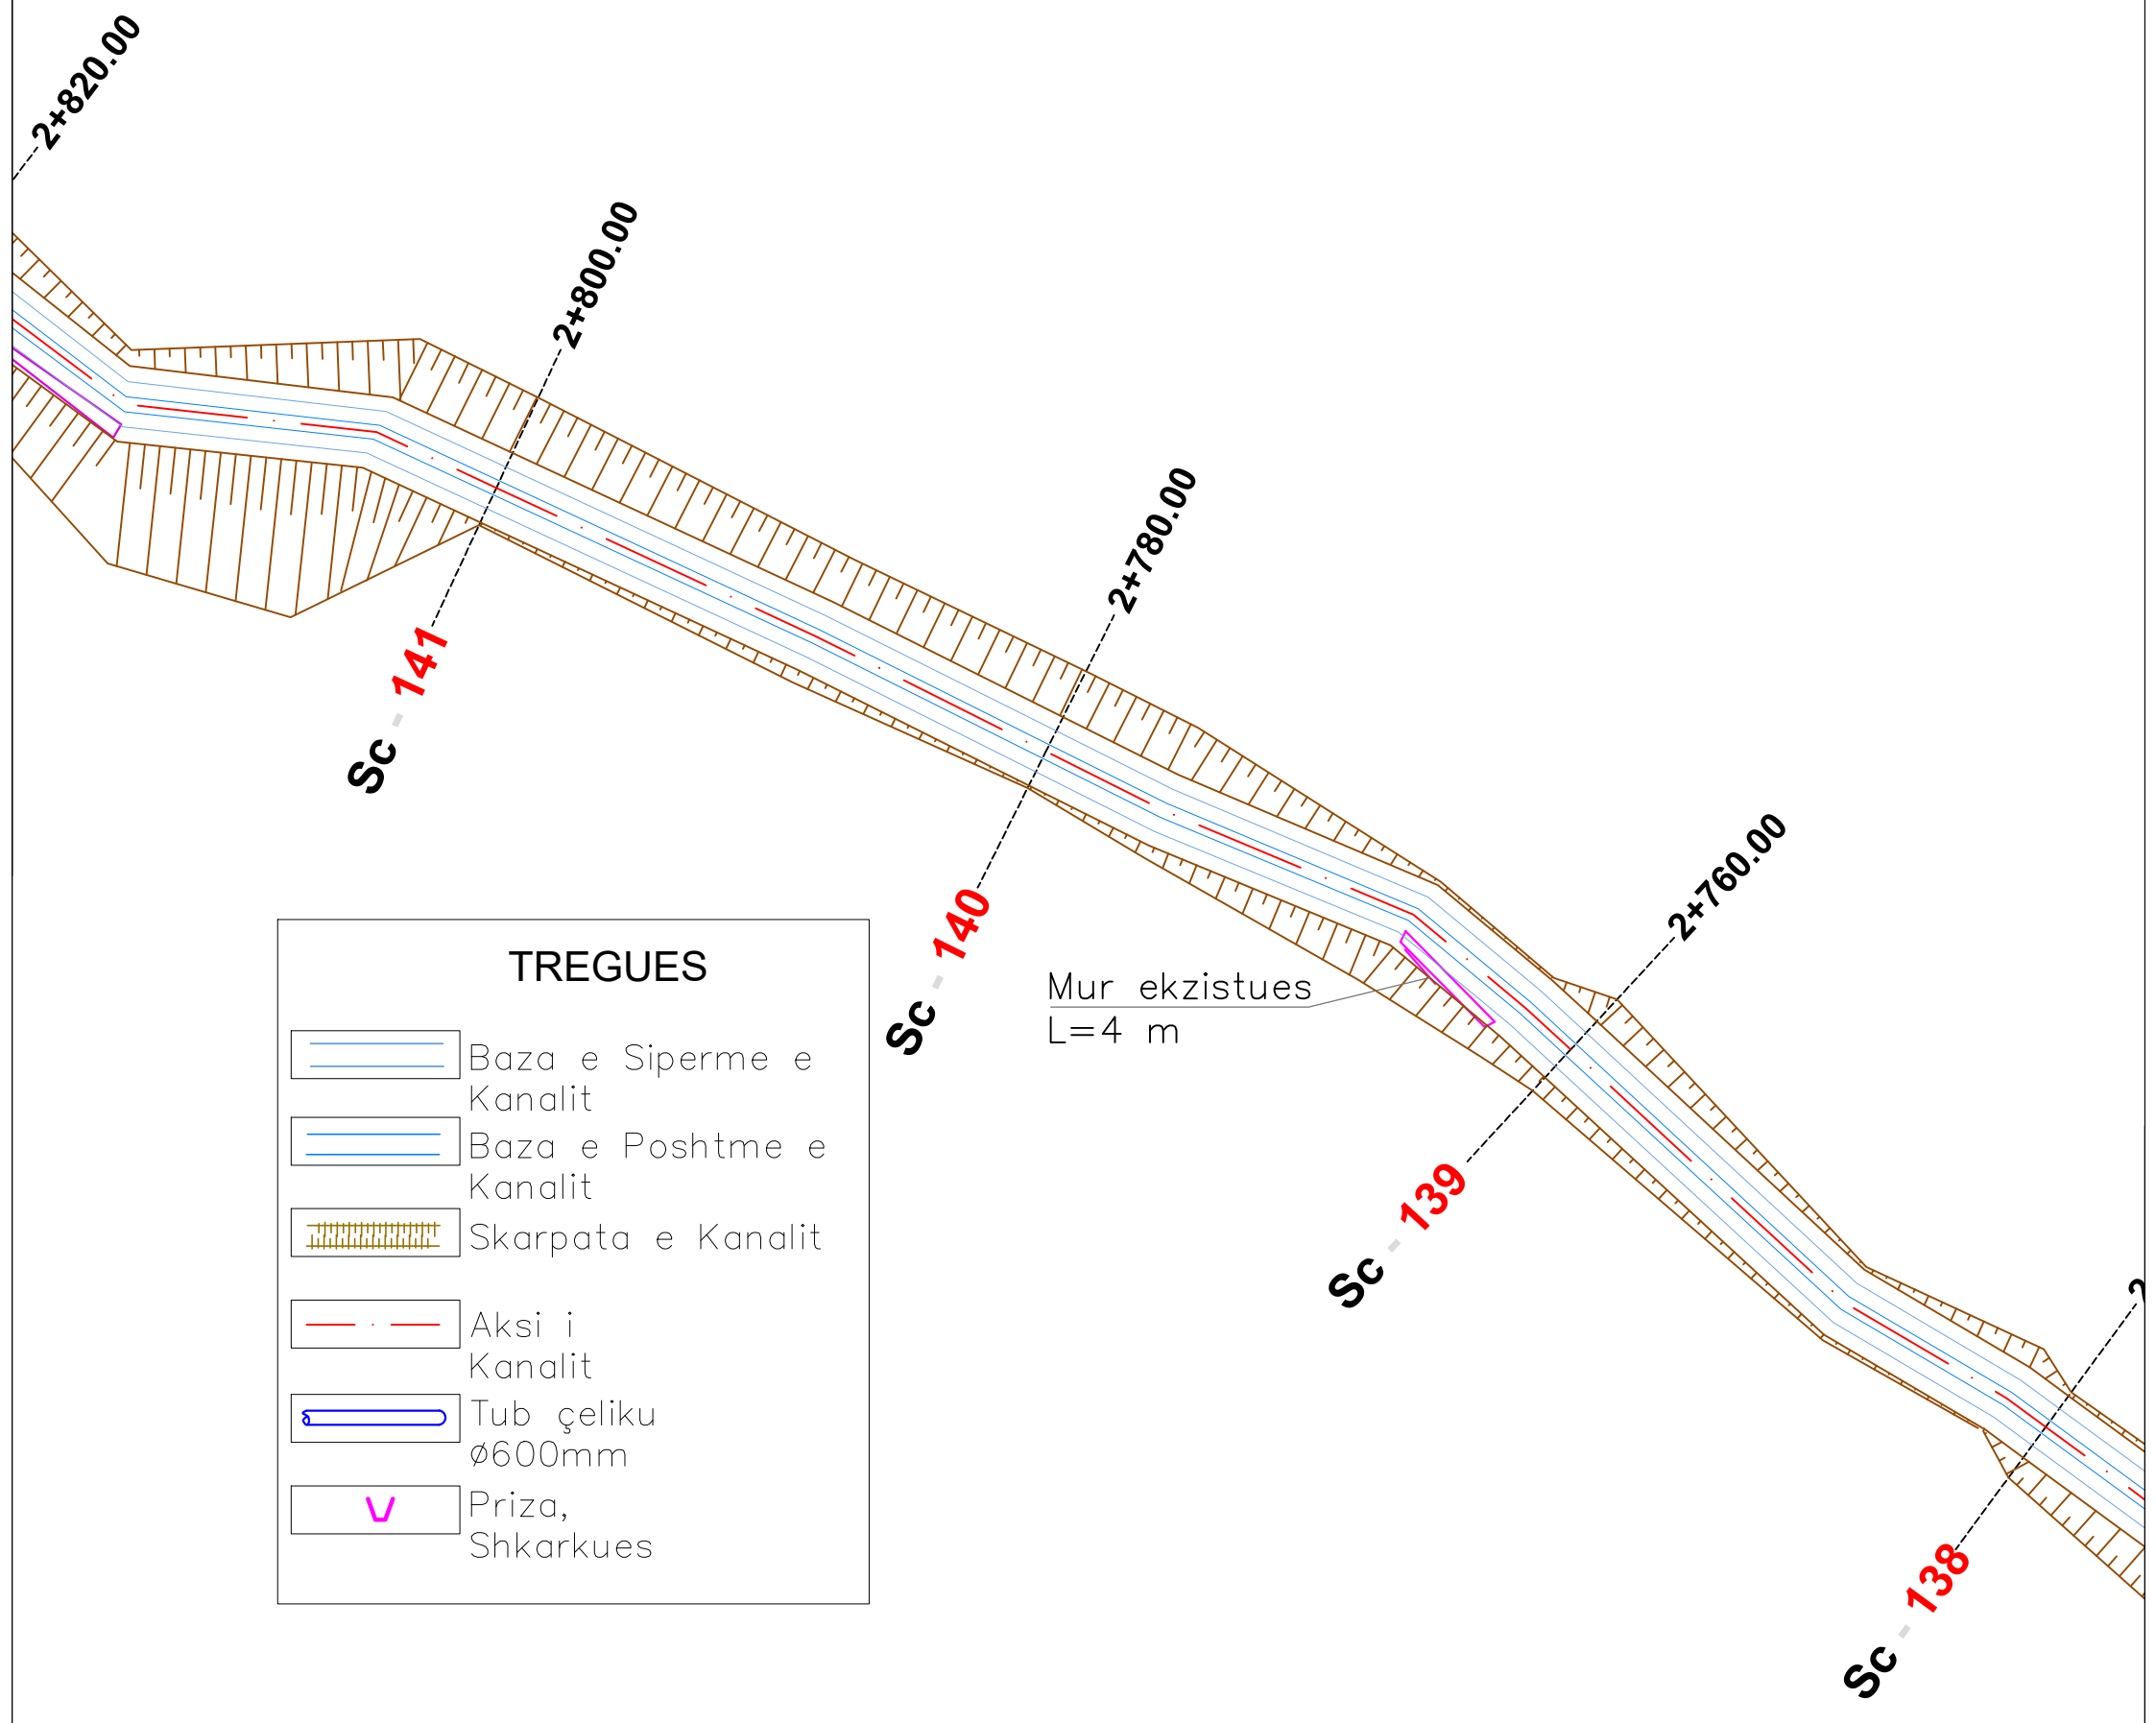 2+820.00
2+800.00
2+780.00
2+760.00
Sc - 141
Sc - 140
Sc - 139
Sc - 138
Mur ekzistues
L=4 m
TREGUES
Baza e Siperme e
Kanalit
Baza e Poshtme e
Kanalit
Skarpata e Kanalit
Aksi i
Kanalit
Tub çeliku
Ø600mm
Priza,
Shkarkues